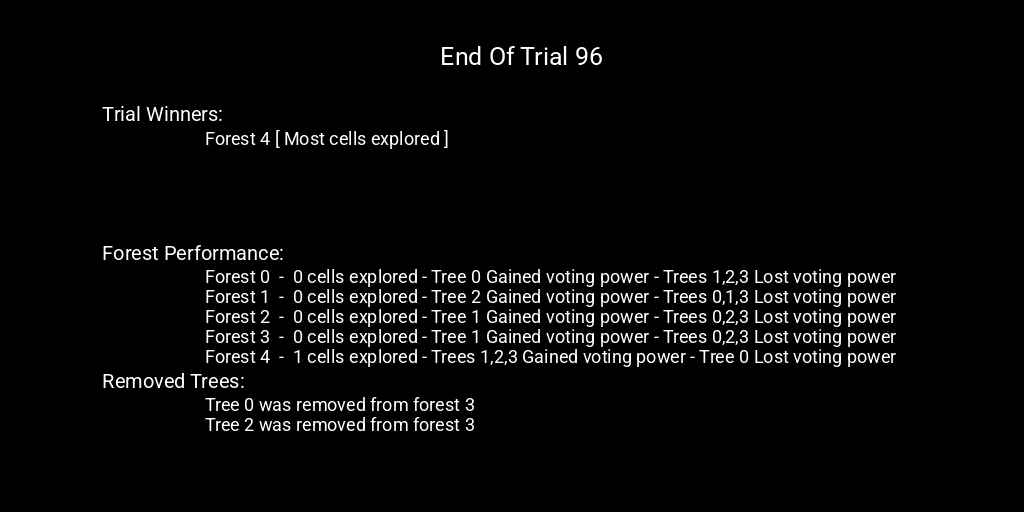 End Of Trial 96
Trial Winners:
Forest 4 [ Most cells explored ]
Forest Performance:
Forest 0 - 0 cells explored - Tree 0 Gained voting power - Trees 1,2,3 Lost voting power
Forest 1 - 0 cells explored - Tree 2 Gained voting power - Trees 0,1,3 Lost voting power
Forest 2 - 0 cells explored - Tree 1 Gained voting power - Trees 0,2,3 Lost voting power
Forest 3 - 0 cells explored - Tree 1 Gained voting power - Trees 0,2,3 Lost voting power
Forest 4 - 1 cells explored - Trees 1,2,3 Gained voting power - Tree 0 Lost voting power
Removed Trees:
Tree 0 was removed from forest 3
Tree 2 was removed from forest 3